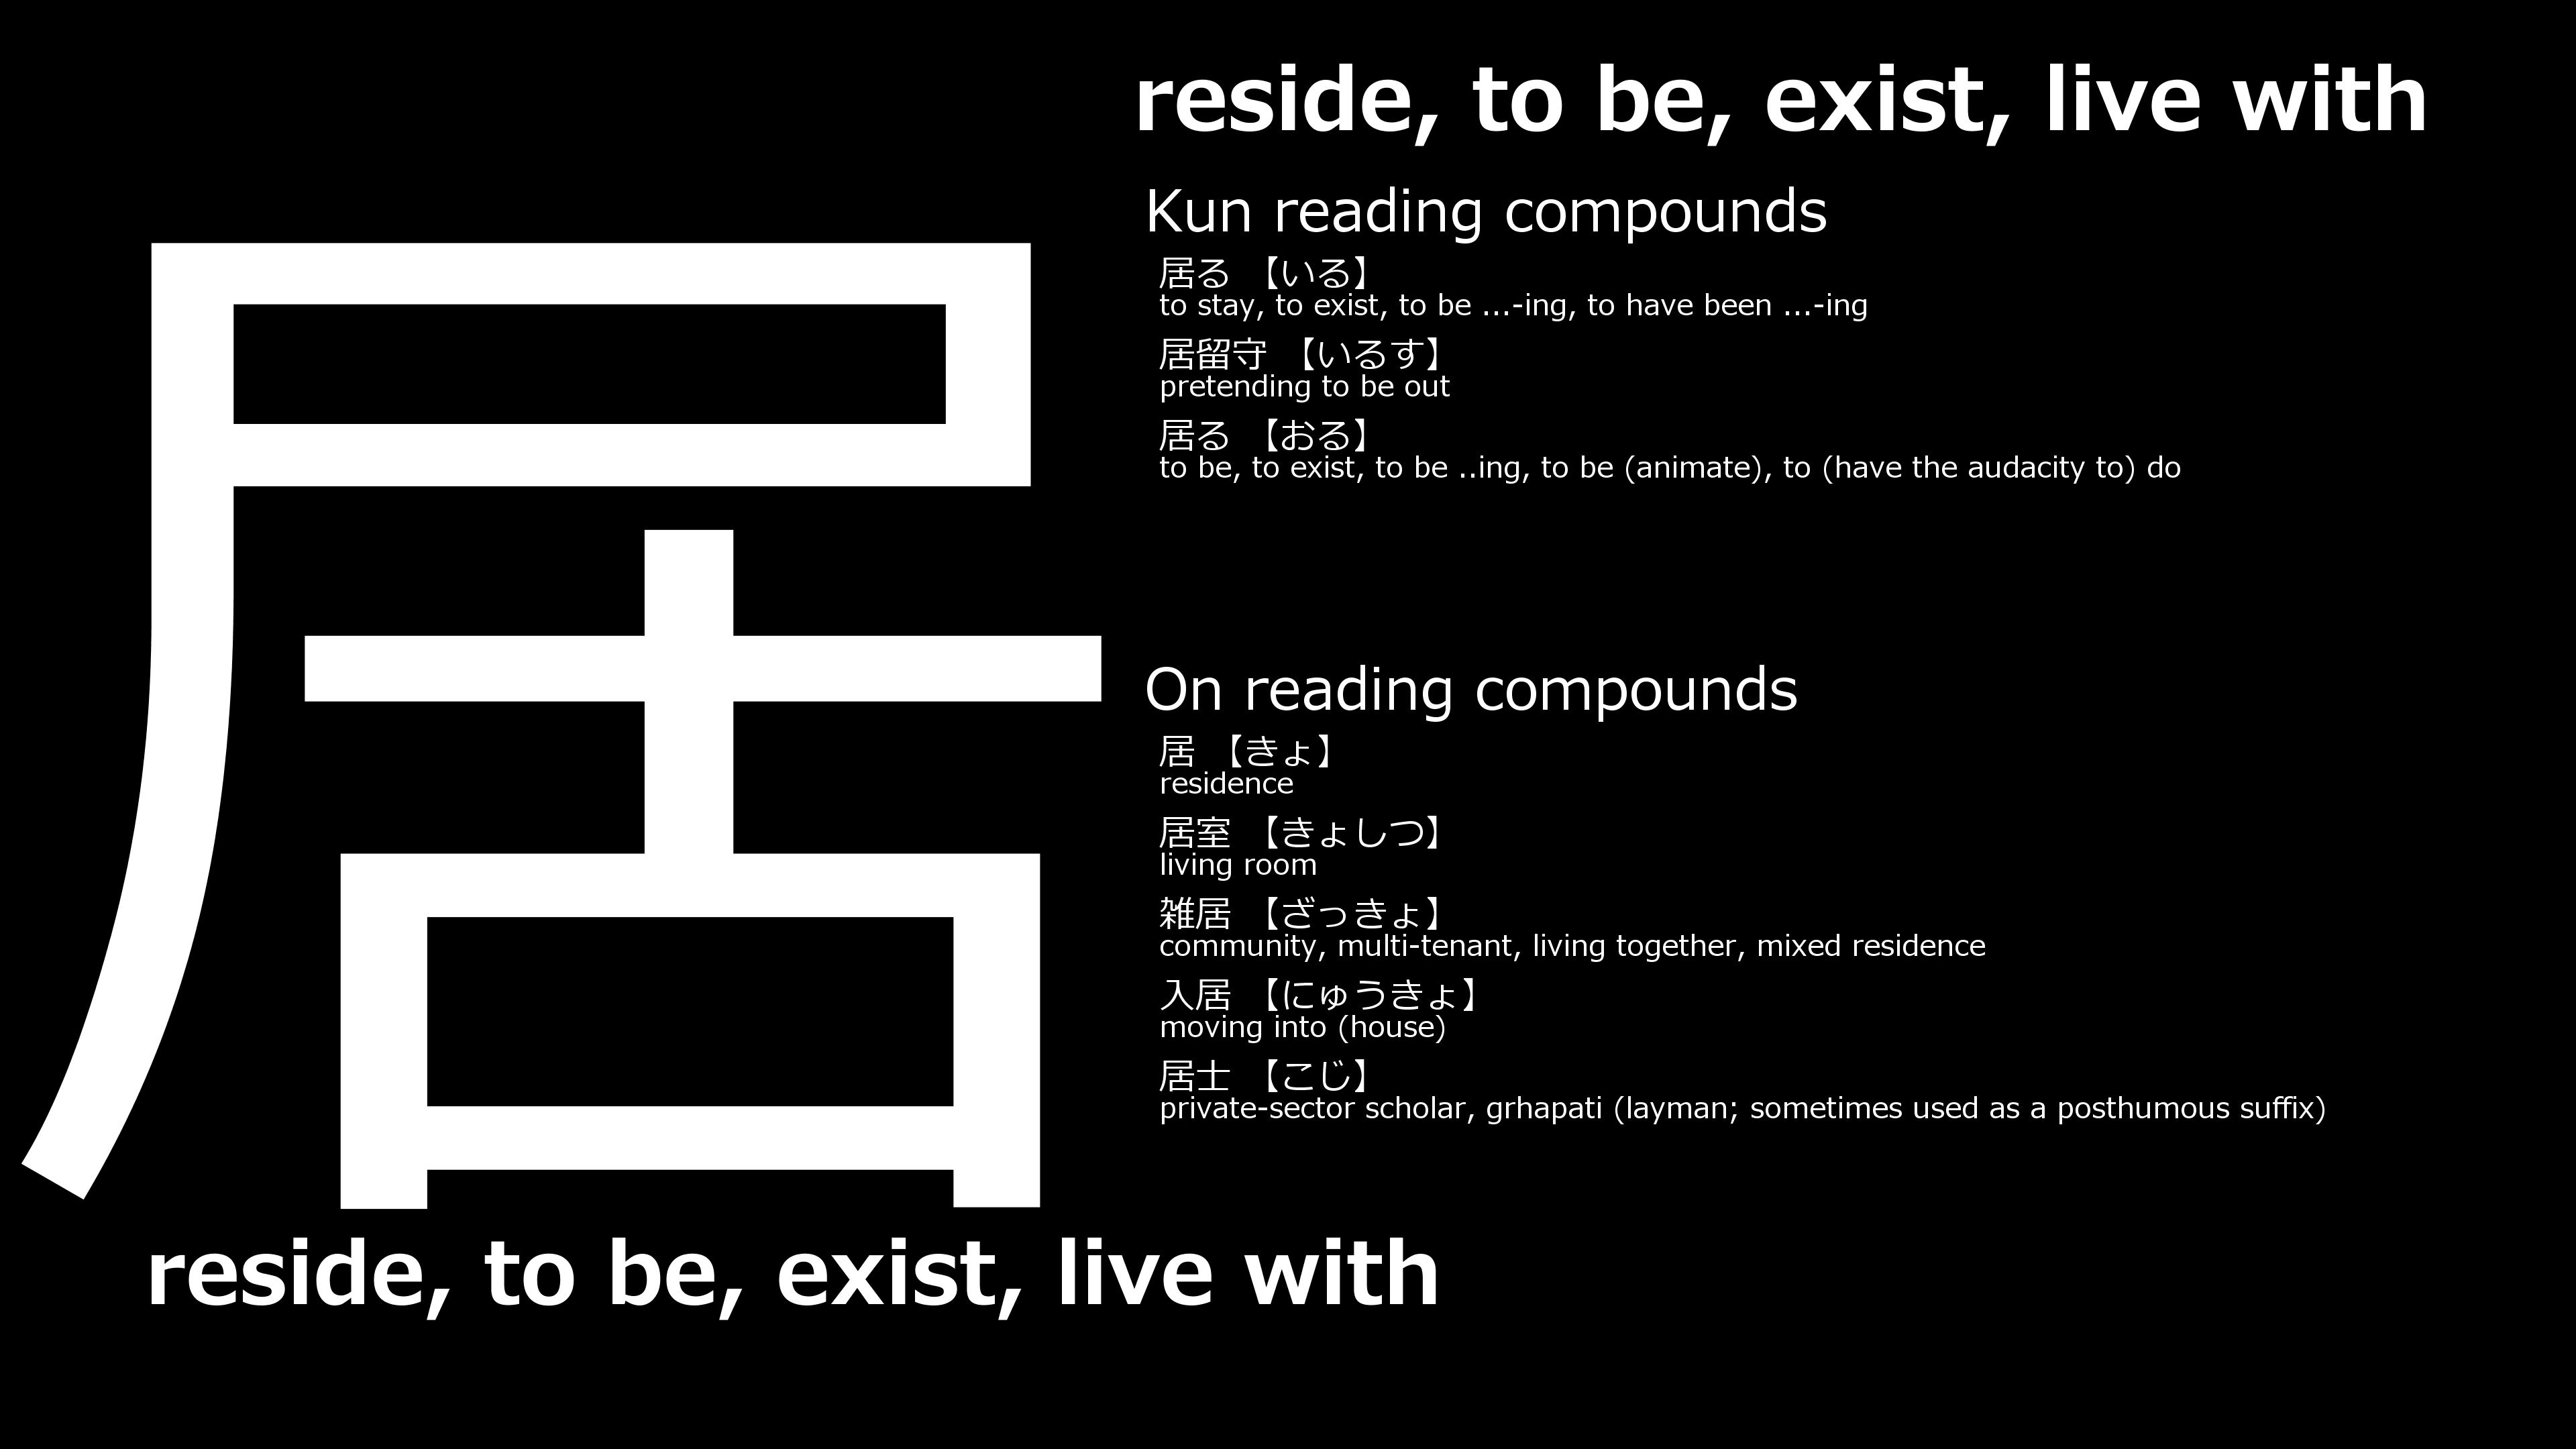 居
reside, to be, exist, live with
Kun reading compounds
居る 【いる】
to stay, to exist, to be ...-ing, to have been ...-ing
居留守 【いるす】
pretending to be out
居る 【おる】
to be, to exist, to be ..ing, to be (animate), to (have the audacity to) do
On reading compounds
居 【きょ】
residence
居室 【きょしつ】
living room
雑居 【ざっきょ】
community, multi-tenant, living together, mixed residence
入居 【にゅうきょ】
moving into (house)
居士 【こじ】
private-sector scholar, grhapati (layman; sometimes used as a posthumous suffix)
reside, to be, exist, live with